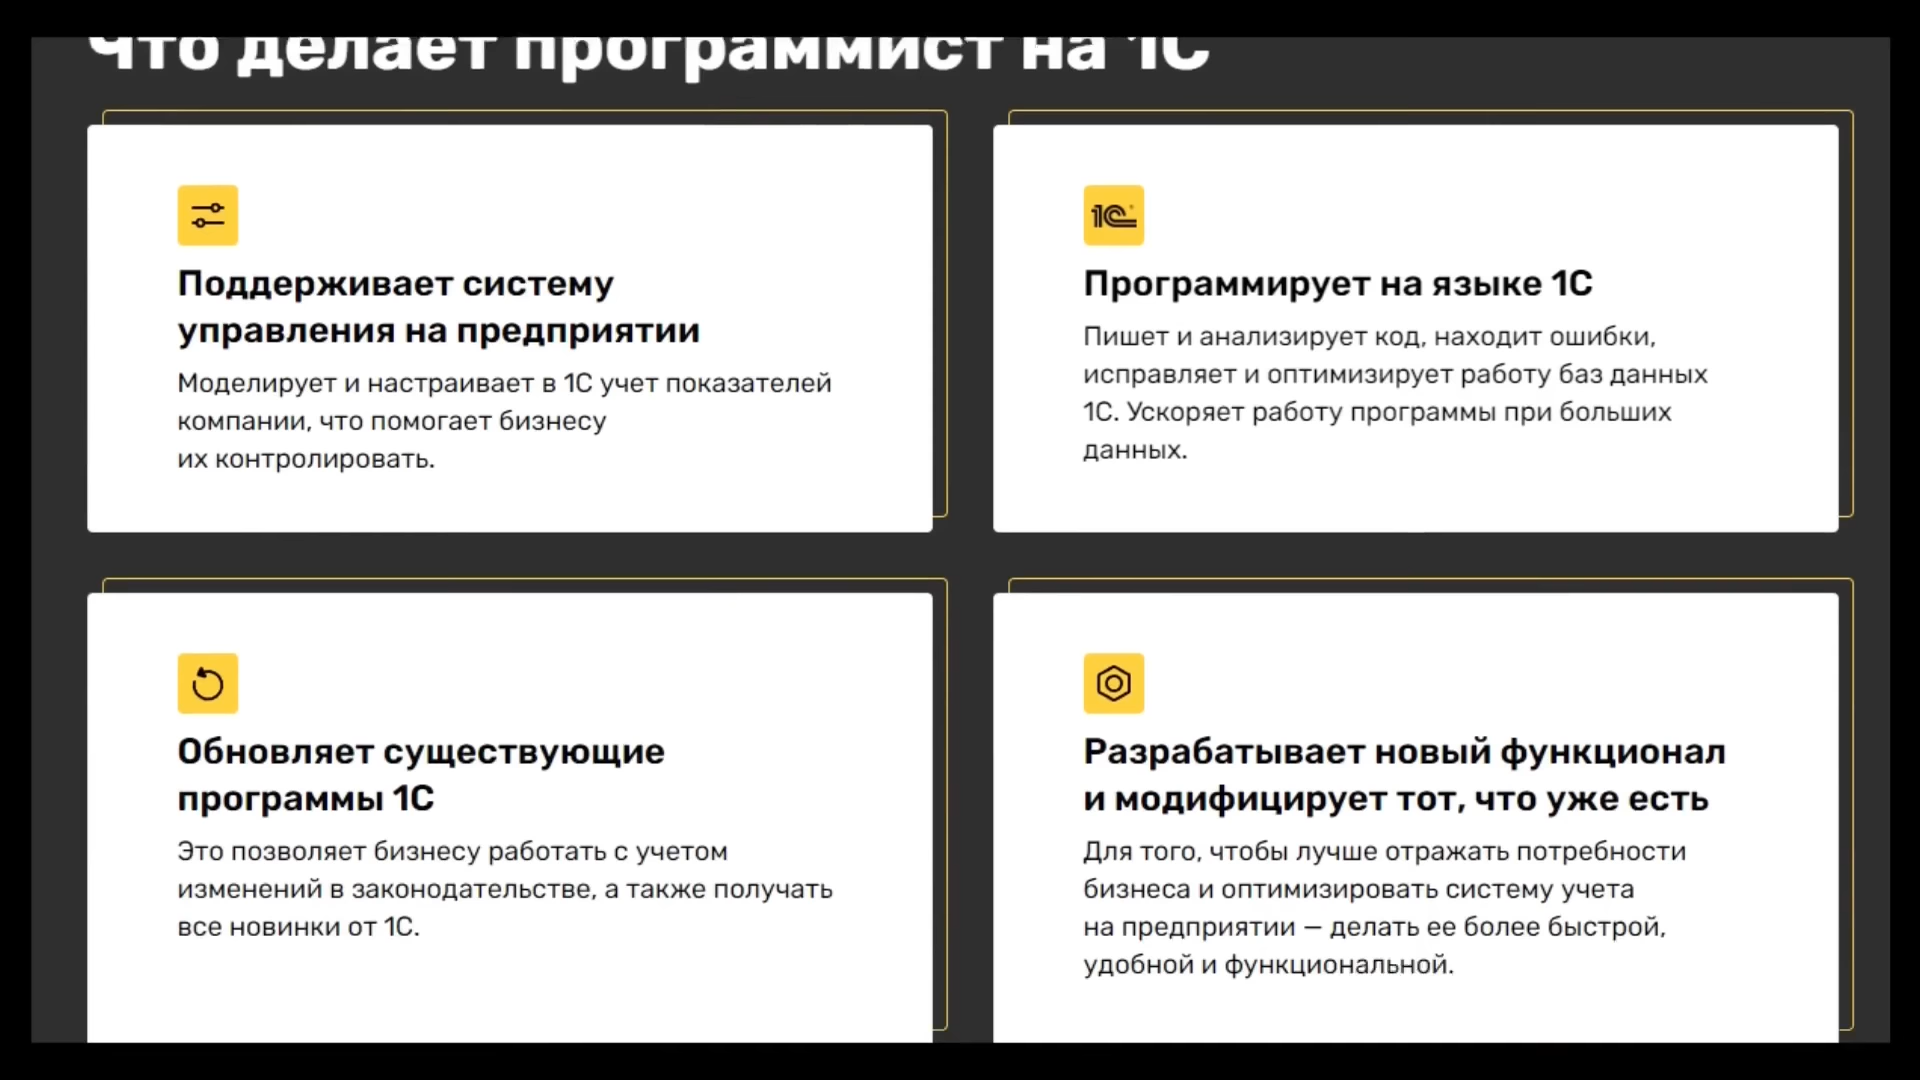 Что делает программист на 1С
Поддерживает систему
управления на предприятии
Моделирует и настраивает в 1С учет показателей
компании, что помогает бизнесу
их контролировать.
1С
Программирует на языке 1С
Пишет и анализирует код, находит ошибки,
исправляет и оптимизирует работу баз данных
1С. Ускоряет работу программы при больших
данных.
Обновляет существующие
программы 1С
Это позволяет бизнесу работать с учетом
изменений в законодательстве, а также получать
все новинки от 1С.
Разрабатывает новый функционал
и модифицирует тот, что уже есть
Для того, чтобы лучше отражать потребности
бизнеса и оптимизировать систему учета
на предприятии — делать ее более быстрой,
удобной и функциональной.